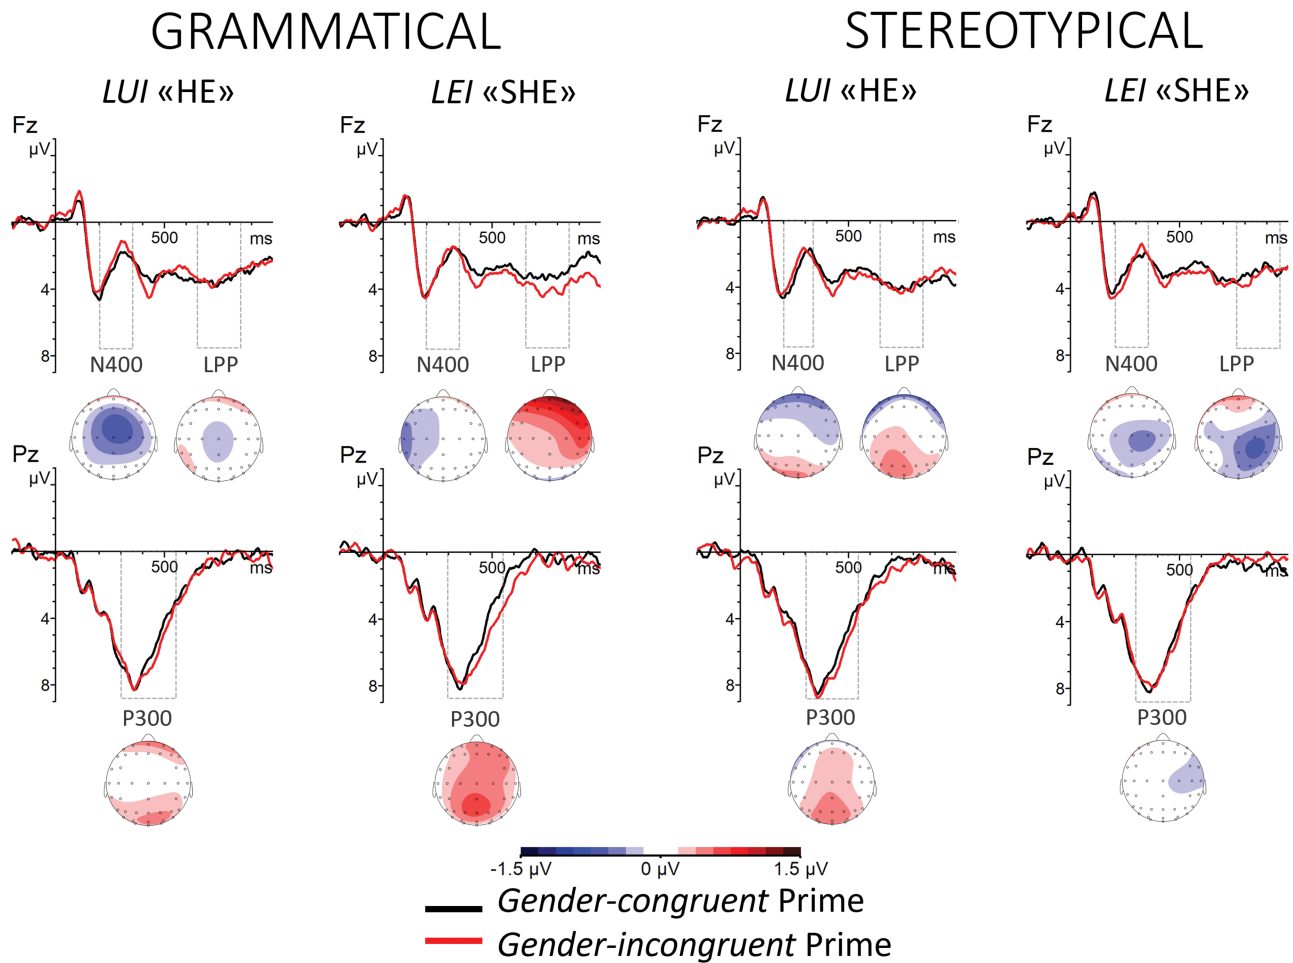 GRAMMATICAL STEREOTYPICAL
LUI «HE» LEI «SHE» LUI «HE» LEI «SHE»
Fz Fz Fz Fz
µV µV µV µV
500 ms 500 ms 500 ms 500 ms
4 4 4 4
8 8 8 8
N400 LPP N400 LPP N400 LPP N400 LPP
Pz Pz Pz Pz
µV µV µV µV
500 ms 500 ms 500 ms 500 ms
4 4 4 4
8 8 8 8
P300 P300 P300 P300
-1.5 µV 0 µV 1.5 µV
Gender-congruent Prime
Gender-incongruent Prime